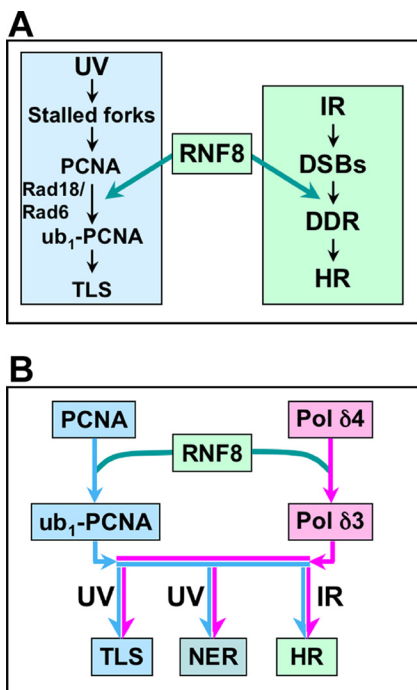 A
UV
Stalled forks
PCNA
Rad18/
Rad6
ub₁-PCNA
TLS
RNF8
IR
DSBs
DDR
HR
B
PCNA
RNF8
Pol δ4
ub₁-PCNA
Pol δ3
UV
UV
IR
TLS
NER
HR